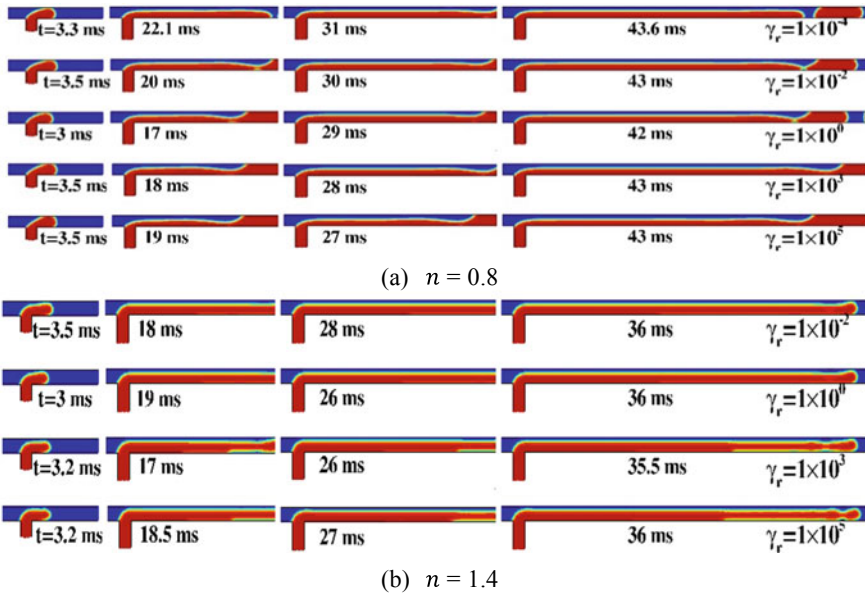 t=3.3 ms 22.1 ms 31 ms 43.6 ms γr=1×10-4
t=3.5 ms 20 ms 30 ms 43 ms γr=1×10-2
t=3 ms 17 ms 29 ms 42 ms γr=1×100
t=3.5 ms 18 ms 28 ms 43 ms γr=1×103
t=3.5 ms 19 ms 27 ms 43 ms γr=1×105
(a) n = 0.8
t=3.5 ms 18 ms 28 ms 36 ms γr=1×10-2
t=3 ms 19 ms 26 ms 36 ms γr=1×100
t=3.2 ms 17 ms 26 ms 35.5 ms γr=1×103
t=3.2 ms 18.5 ms 27 ms 36 ms γr=1×105
(b) n = 1.4